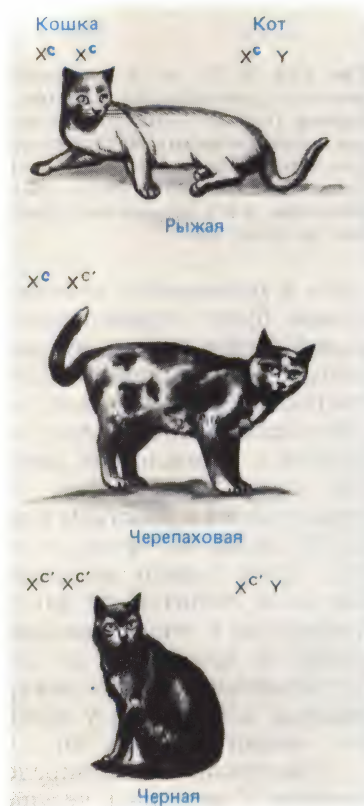 Кошка Кот
Xᶜ Xᶜ Xᶜ Y
Рыжая
Xᶜ Xᶜ′
Черепаховая
Xᶜ′ Xᶜ′ Xᶜ′ Y
Черная